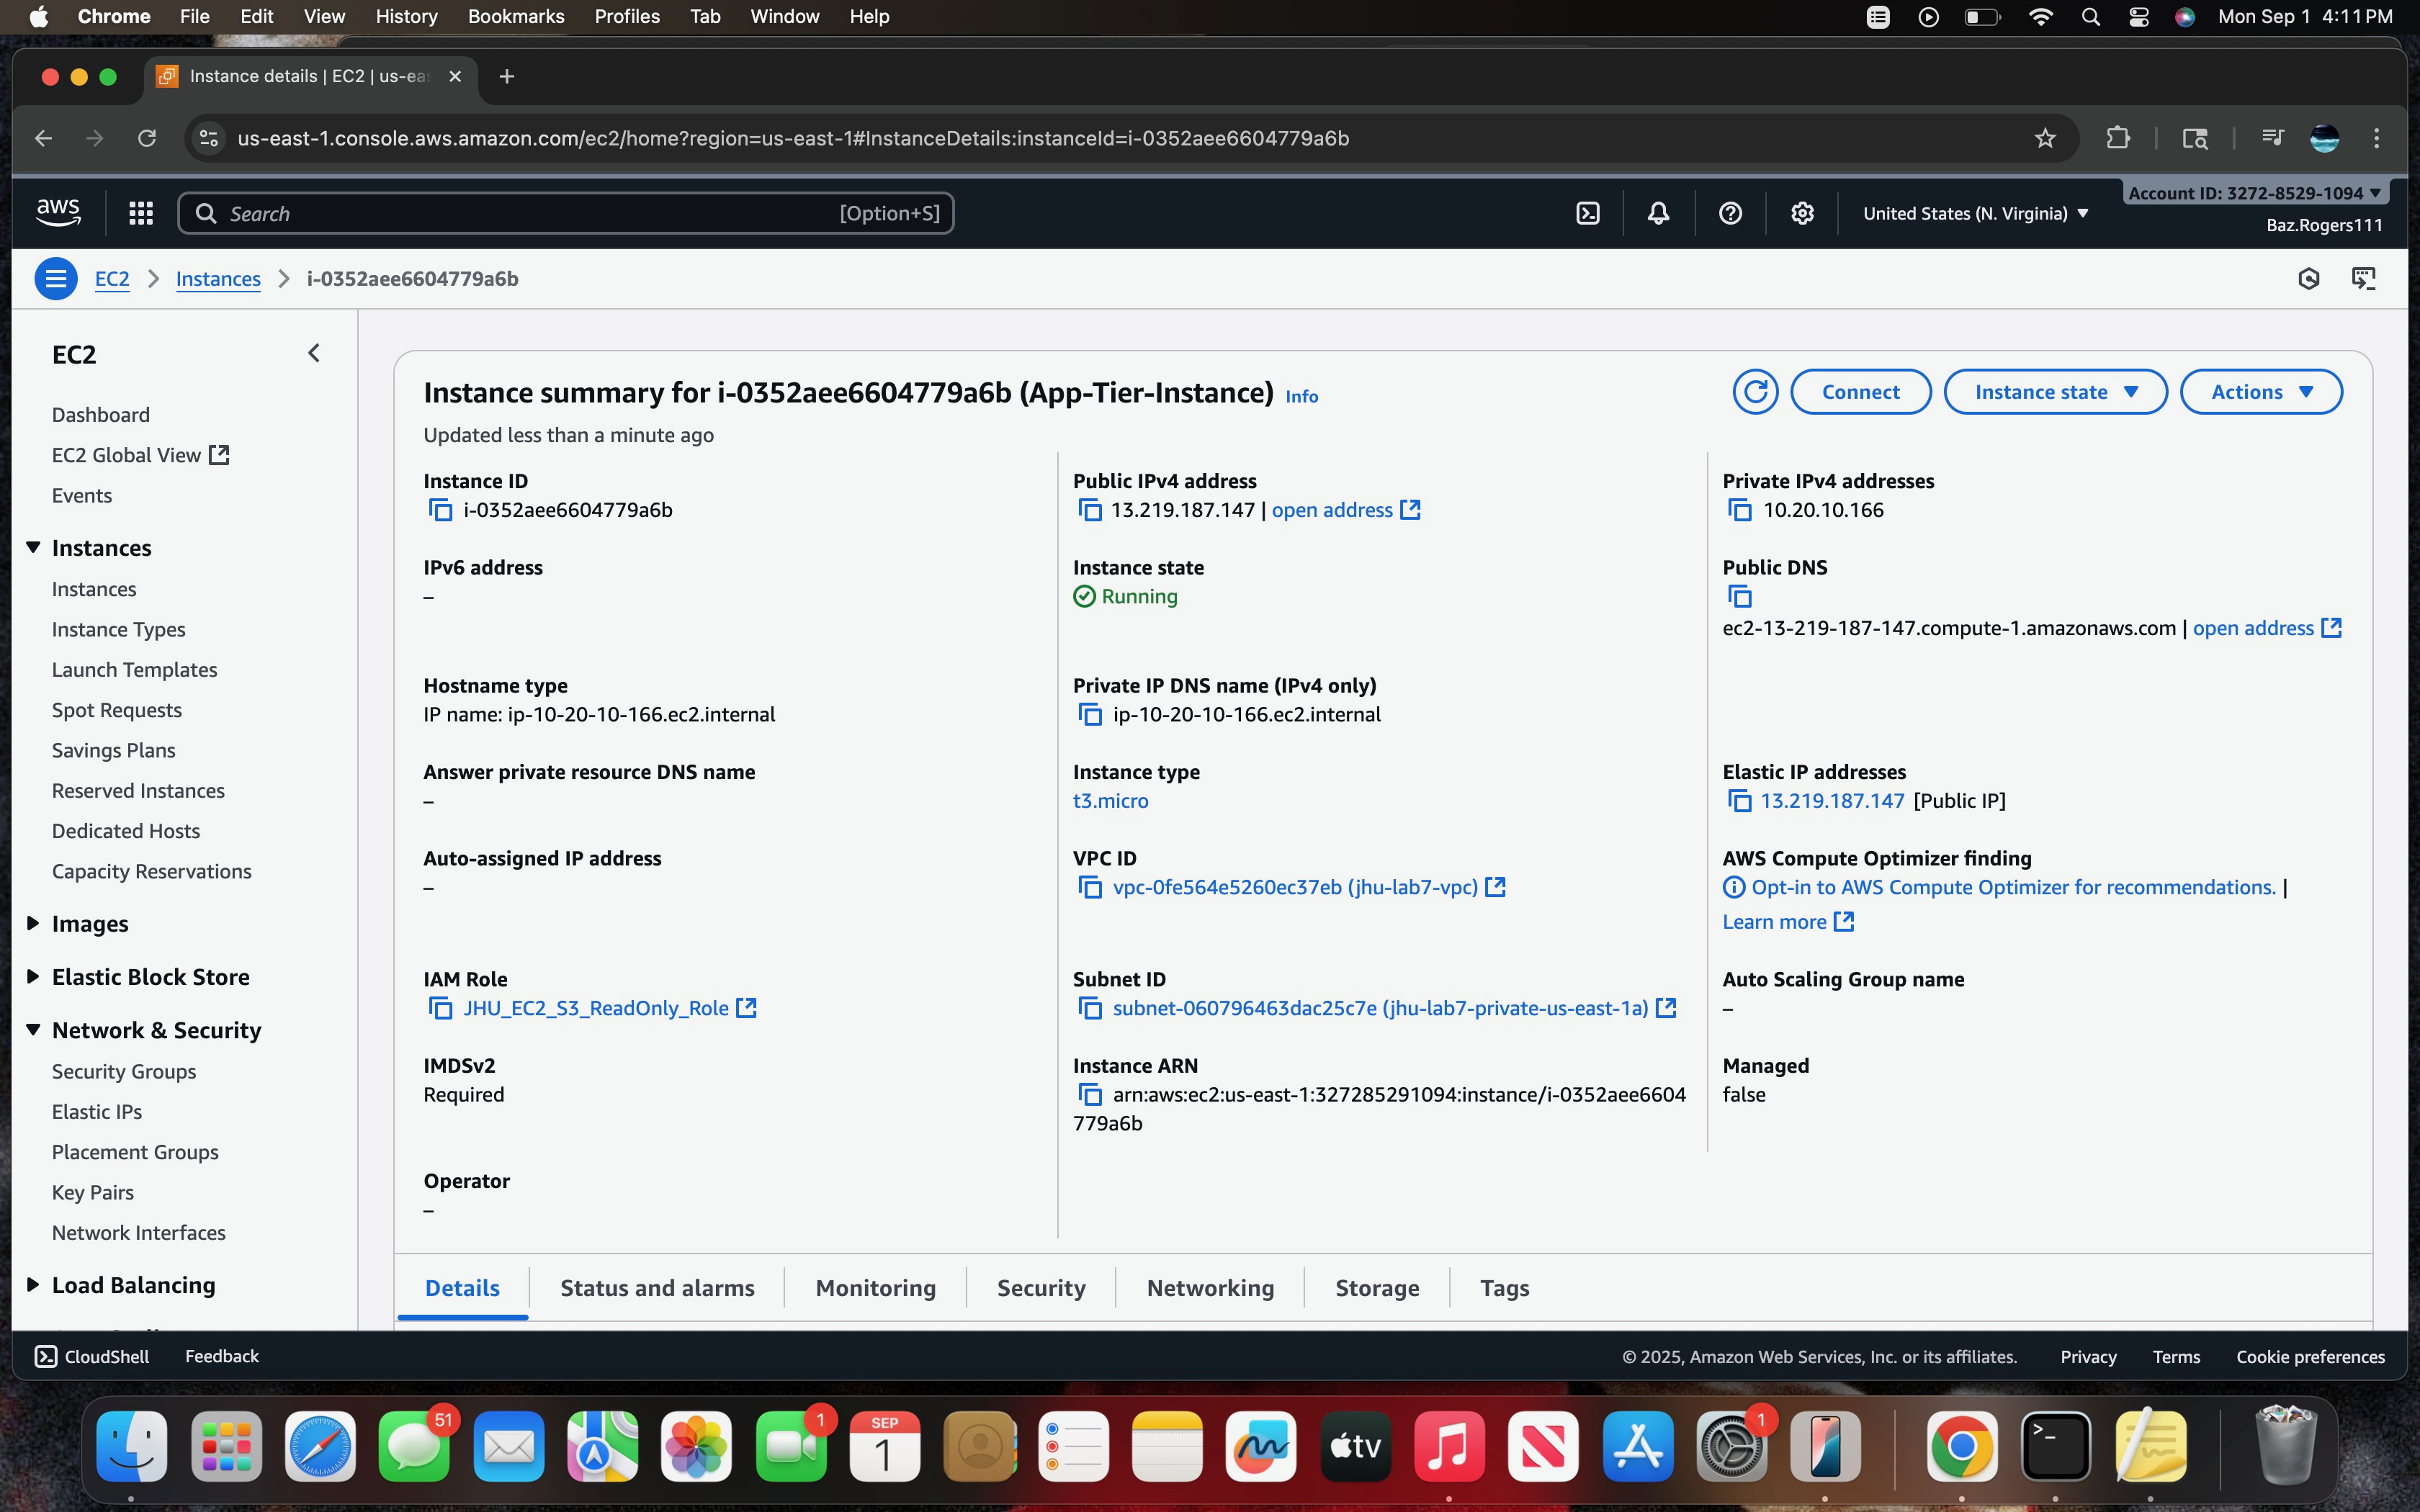 Chrome File Edit View History Bookmarks Profiles Tab Window Help Mon Sep 1 4:11 PM
Instance details | EC2 | us-ea
us-east-1.console.aws.amazon.com/ec2/home?region=us-east-1#InstanceDetails:instanceId=i-0352aee6604779a6b
aws Search [Option+S] United States (N. Virginia) Account ID: 3272-8529-1094
Baz.Rogers111
EC2 Instances i-0352aee6604779a6b
EC2
Dashboard
EC2 Global View
Events
Instances
Instances
Instance Types
Launch Templates
Spot Requests
Savings Plans
Reserved Instances
Dedicated Hosts
Capacity Reservations
Images
Elastic Block Store
Network & Security
Security Groups
Elastic IPs
Placement Groups
Key Pairs
Network Interfaces
Load Balancing
Instance summary for i-0352aee6604779a6b (App-Tier-Instance) Info
Connect Instance state Actions
Updated less than a minute ago
Instance ID
i-0352aee6604779a6b
Public IPv4 address
13.219.187.147 | open address
Private IPv4 addresses
10.20.10.166
IPv6 address
–
Instance state
Running
Public DNS
ec2-13-219-187-147.compute-1.amazonaws.com | open address
Hostname type
IP name: ip-10-20-10-166.ec2.internal
Private IP DNS name (IPv4 only)
ip-10-20-10-166.ec2.internal
Answer private resource DNS name
–
Instance type
t3.micro
Elastic IP addresses
13.219.187.147 [Public IP]
Auto-assigned IP address
–
VPC ID
vpc-0fe564e5260ec37eb (jhu-lab7-vpc)
AWS Compute Optimizer finding
Opt-in to AWS Compute Optimizer for recommendations. |
Learn more
IAM Role
JHU_EC2_S3_ReadOnly_Role
Subnet ID
subnet-060796463dac25c7e (jhu-lab7-private-us-east-1a)
Auto Scaling Group name
–
IMDSv2
Required
Instance ARN
arn:aws:ec2:us-east-1:327285291094:instance/i-0352aee6604
779a6b
Managed
false
Operator
–
Details Status and alarms Monitoring Security Networking Storage Tags
CloudShell Feedback © 2025, Amazon Web Services, Inc. or its affiliates. Privacy Terms Cookie preferences
51
1
SEP
1
tv
1
>_